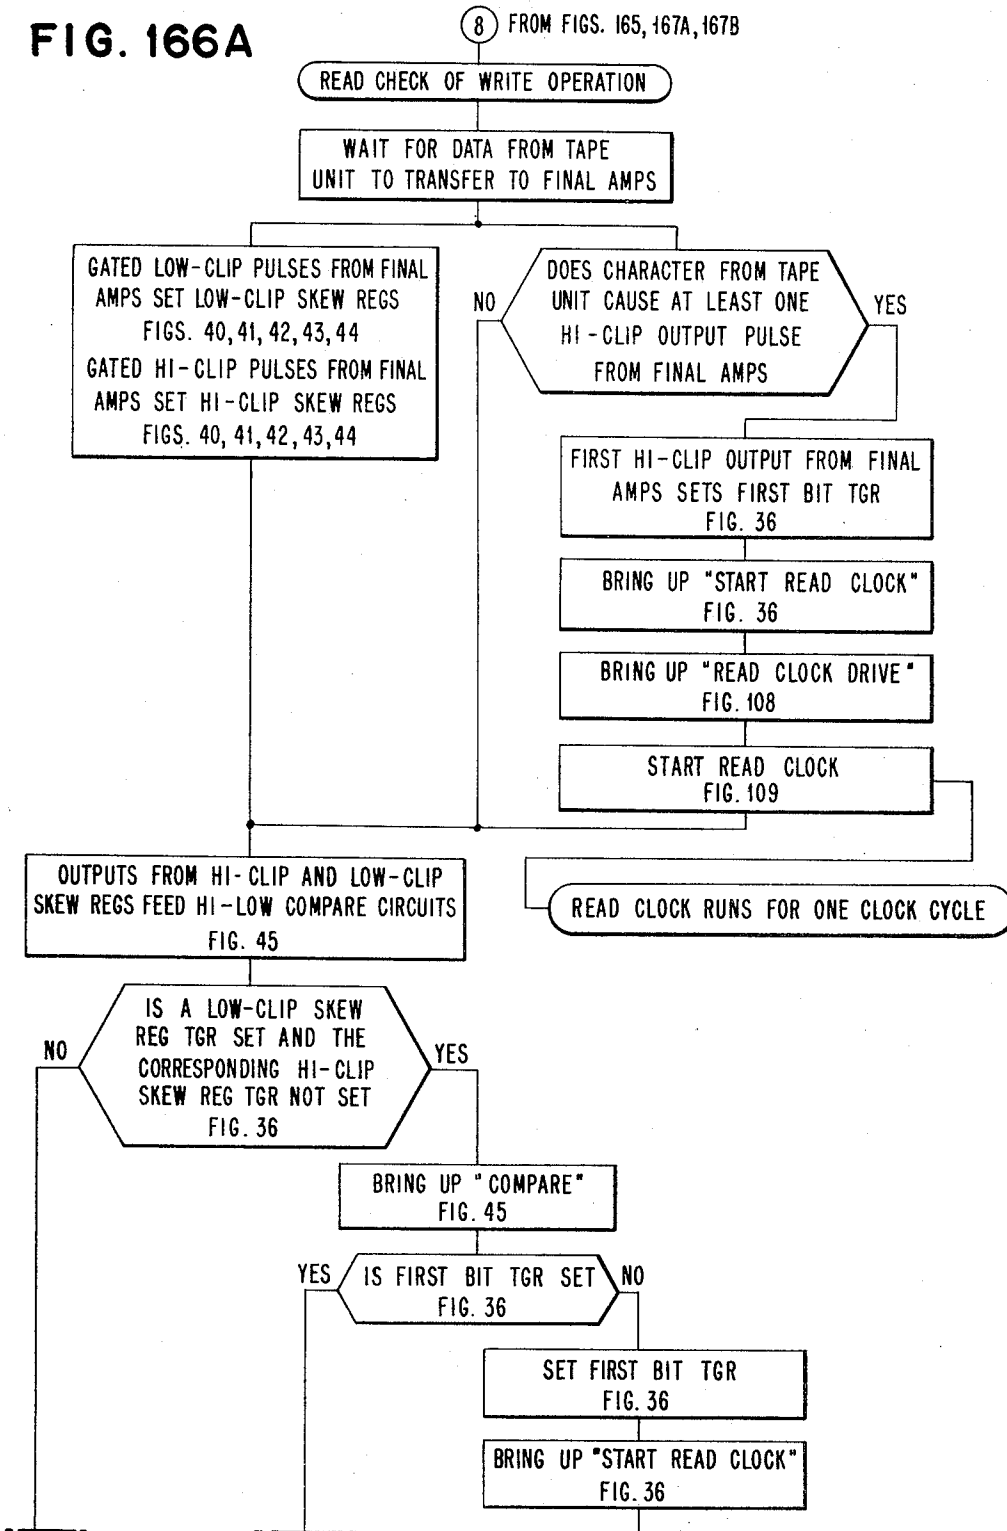 FIG. 166A
8 FROM FIGS. 165, 167A, 167B
READ CHECK OF WRITE OPERATION
WAIT FOR DATA FROM TAPE
UNIT TO TRANSFER TO FINAL AMPS
GATED LOW-CLIP PULSES FROM FINAL
AMPS SET LOW-CLIP SKEW REGS
FIGS. 40, 41, 42, 43, 44
GATED HI-CLIP PULSES FROM FINAL
AMPS SET HI-CLIP SKEW REGS
FIGS. 40, 41, 42, 43, 44
DOES CHARACTER FROM TAPE
UNIT CAUSE AT LEAST ONE
HI-CLIP OUTPUT PULSE
FROM FINAL AMPS
NO
YES
FIRST HI-CLIP OUTPUT FROM FINAL
AMPS SETS FIRST BIT TGR
FIG. 36
BRING UP "START READ CLOCK"
FIG. 36
BRING UP "READ CLOCK DRIVE"
FIG. 108
START READ CLOCK
FIG. 109
READ CLOCK RUNS FOR ONE CLOCK CYCLE
OUTPUTS FROM HI-CLIP AND LOW-CLIP
SKEW REGS FEED HI-LOW COMPARE CIRCUITS
FIG. 45
IS A LOW-CLIP SKEW
REG TGR SET AND THE
CORRESPONDING HI-CLIP
SKEW REG TGR NOT SET
FIG. 36
NO
YES
BRING UP "COMPARE"
FIG. 45
YES
IS FIRST BIT TGR SET
FIG. 36
NO
SET FIRST BIT TGR
FIG. 36
BRING UP "START READ CLOCK"
FIG. 36